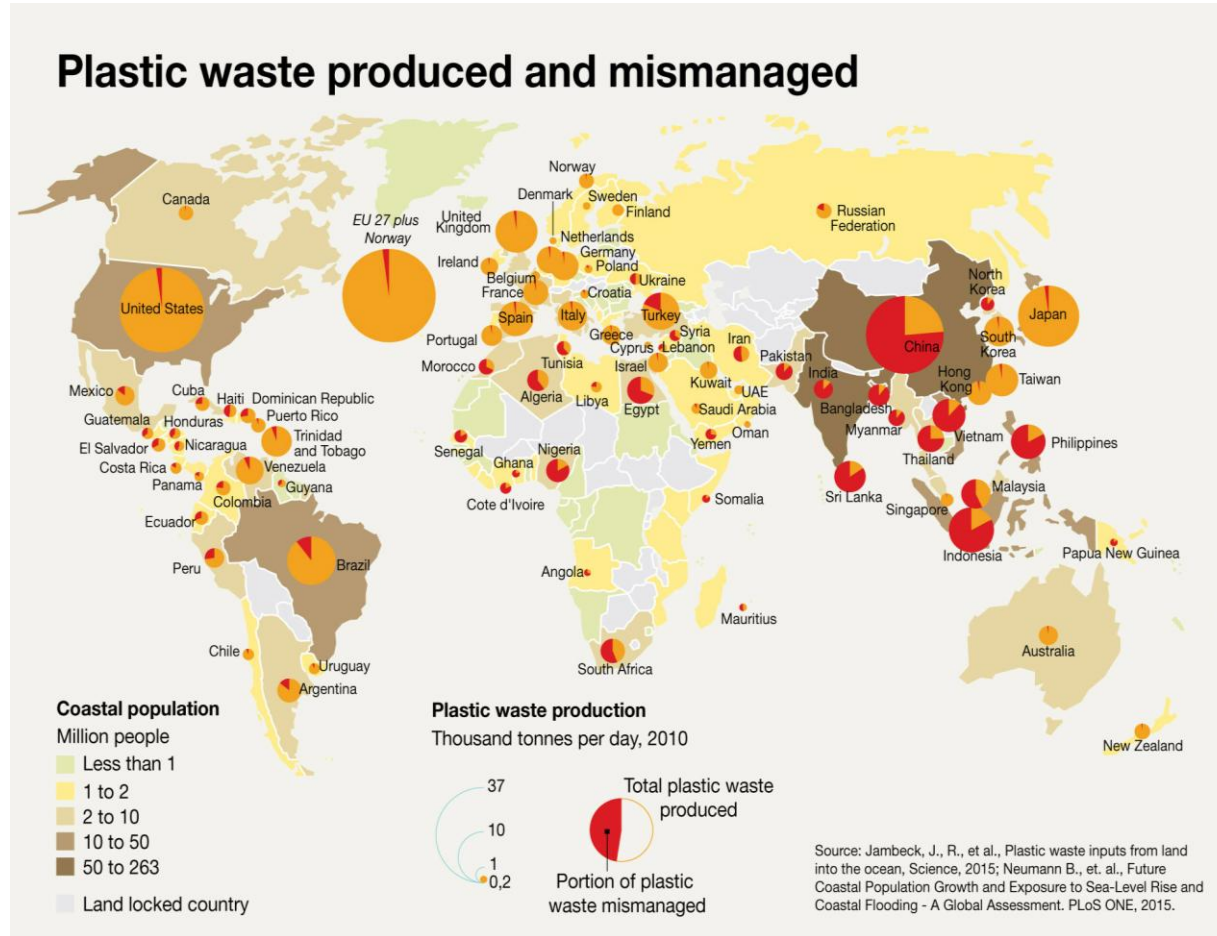 Plastic waste produced and mismanaged
Canada
EU 27 plus
Norway
United
Kingdom
Denmark
Norway
Sweden
Finland
Russian
Federation
Netherlands
Germany
Poland
Ireland
Belgium
France
Croatia
Ukraine
North
Korea
United States
Spain
Italy
Turkey
Portugal
Greece
Syria
Cyprus
Lebanon
Iran
China
South
Korea
Japan
Morocco
Tunisia
Israel
Pakistan
Mexico
Cuba
Haiti
Dominican Republic
Puerto Rico
Algeria
Libya
Egypt
Kuwait
UAE
India
Hong
Kong
Taiwan
Guatemala
Honduras
Trinidad
and Tobago
Saudi Arabia
Bangladesh
El Salvador
Nicaragua
Oman
Myanmar
Vietnam
Philippines
Costa Rica
Venezuela
Senegal
Ghana
Nigeria
Yemen
Thailand
Panama
Guyana
Colombia
Cote d'Ivoire
Somalia
Sri Lanka
Malaysia
Singapore
Ecuador
Indonesia
Papua New Guinea
Peru
Brazil
Angola
Mauritius
Chile
Uruguay
South Africa
Australia
Argentina
New Zealand
Coastal population
Million people
Less than 1
1 to 2
2 to 10
10 to 50
50 to 263
Land locked country
Plastic waste production
Thousand tonnes per day, 2010
37
10
1
0,2
Total plastic waste
produced
Portion of plastic
waste mismanaged
Source: Jambeck, J., R., et al., Plastic waste inputs from land
into the ocean, Science, 2015; Neumann B., et. al., Future
Coastal Population Growth and Exposure to Sea-Level Rise and
Coastal Flooding - A Global Assessment. PLoS ONE, 2015.